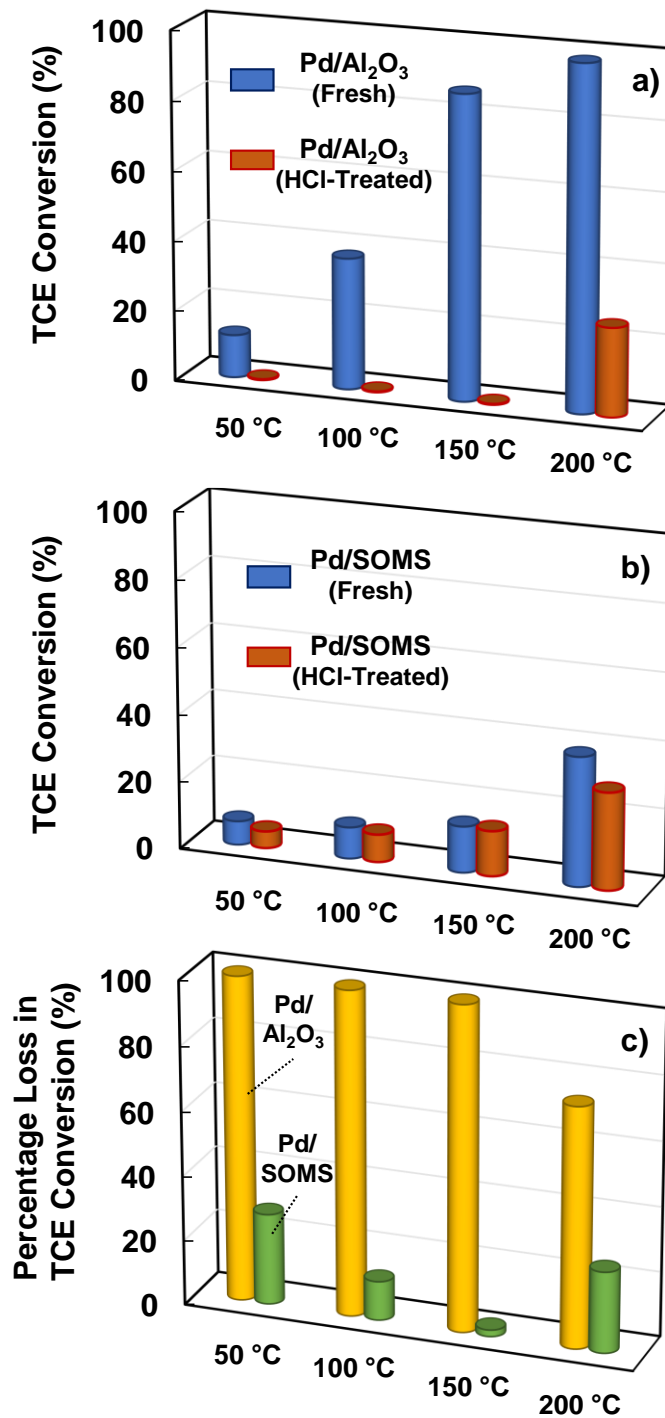 TCE Conversion (%)
100
80
60
40
20
0
a)
Pd/Al₂O₃
(Fresh)
Pd/Al₂O₃
(HCl-Treated)
50 °C
100 °C
150 °C
200 °C
TCE Conversion (%)
100
80
60
40
20
0
b)
Pd/SOMS
(Fresh)
Pd/SOMS
(HCl-Treated)
50 °C
100 °C
150 °C
200 °C
Percentage Loss in
TCE Conversion (%)
100
80
60
40
20
0
c)
Pd/
Al₂O₃
Pd/
SOMS
50 °C
100 °C
150 °C
200 °C